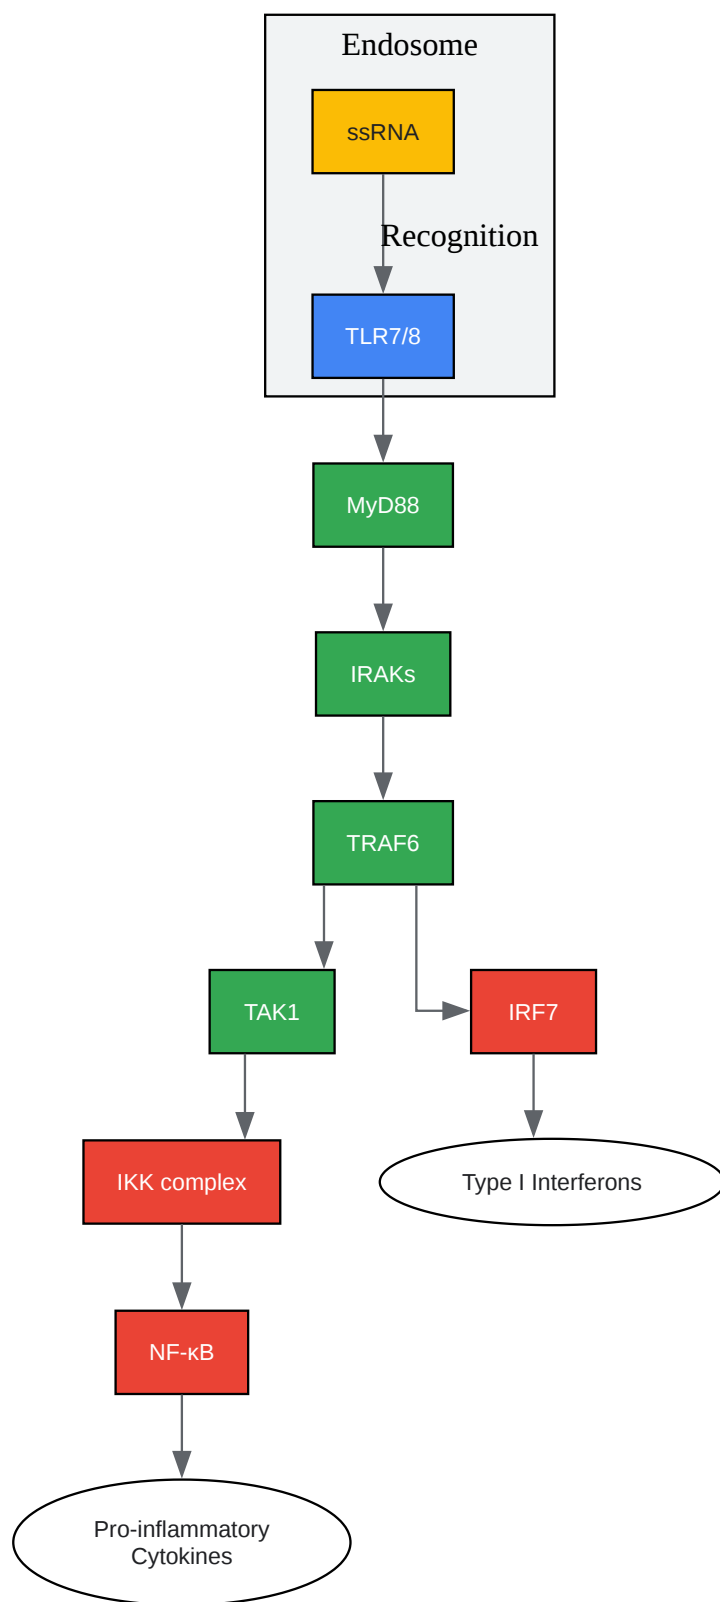 Endosome
ssRNA
Recognition
TLR7/8
MyD88
IRAKs
TRAF6
TAK1
IRF7
IKK complex
Type I Interferons
NF-κB
Pro-inflammatory
Cytokines